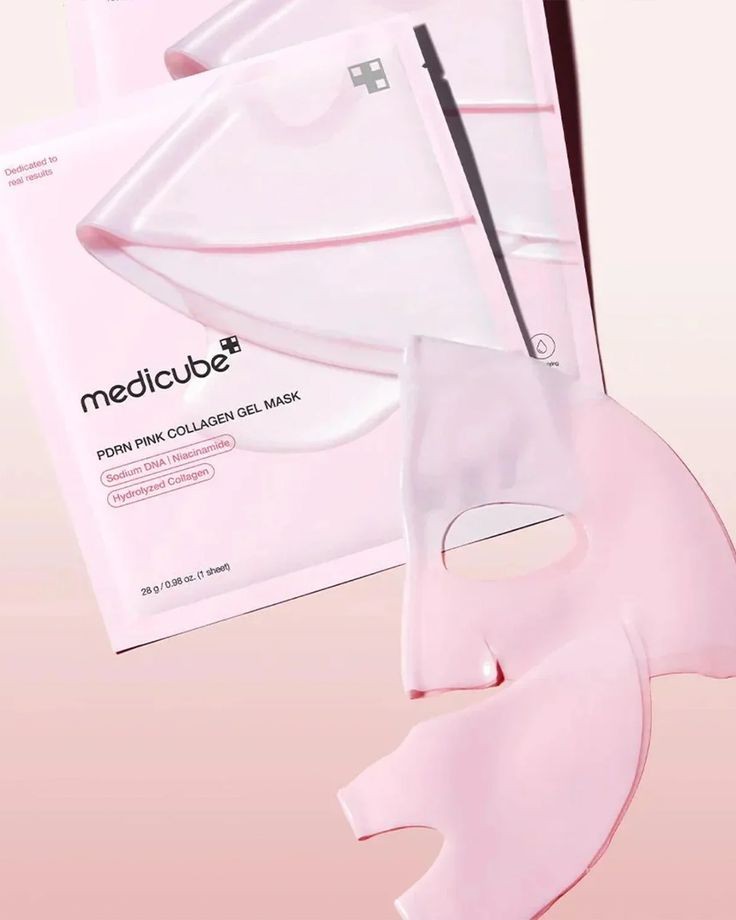 Dedicated to
real results
medicube
PDRN PINK COLLAGEN GEL MASK
Sodium DNA | Niacinamide
Hydrolyzed Collagen
28 g / 0.98 oz. (1 sheet)